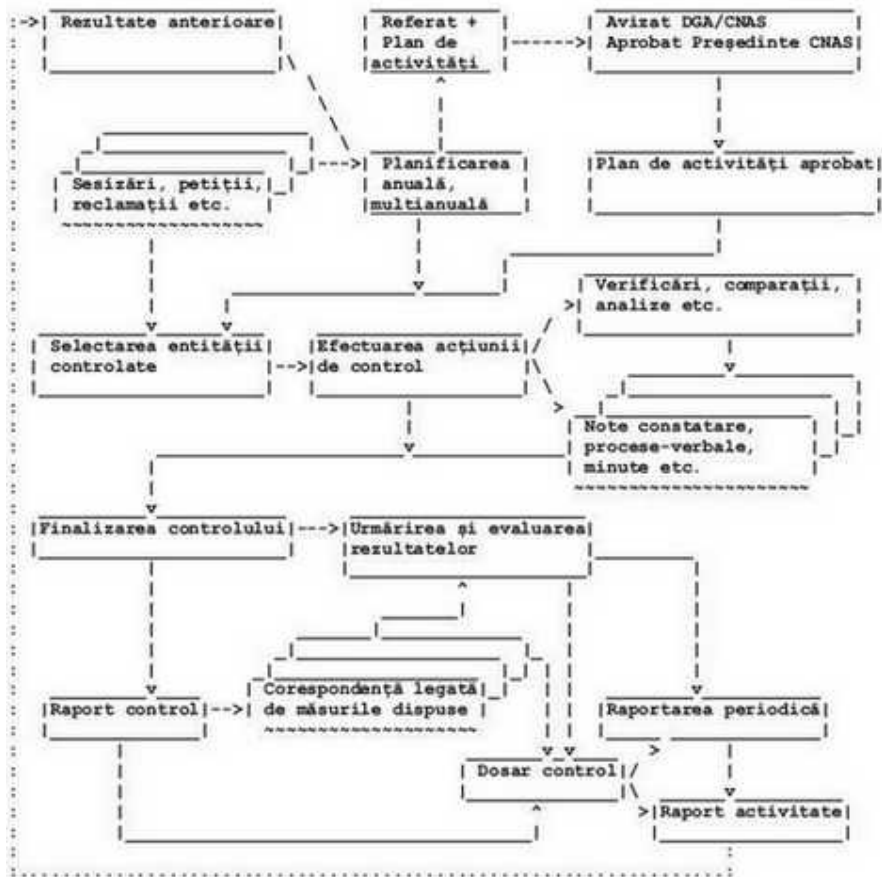 Rezultate anterioare
Referat +
Plan de
activități
Avizat DGA/CNAS
Aprobat Președinte CNAS
Sesizări, petiții,
reclamații etc.
Planificarea
anuală,
multianuală
Plan de activități aprobat
Verificări, comparații,
analize etc.
Selectarea entității
controlate
Efectuarea acțiunii
de control
Note constatare,
procese-verbale,
minute etc.
Finalizarea controlului
Urmărirea și evaluarea
rezultatelor
Raport control
Corespondență legată
de măsurile dispuse
Raportarea periodică
Dosar control
Raport activitate